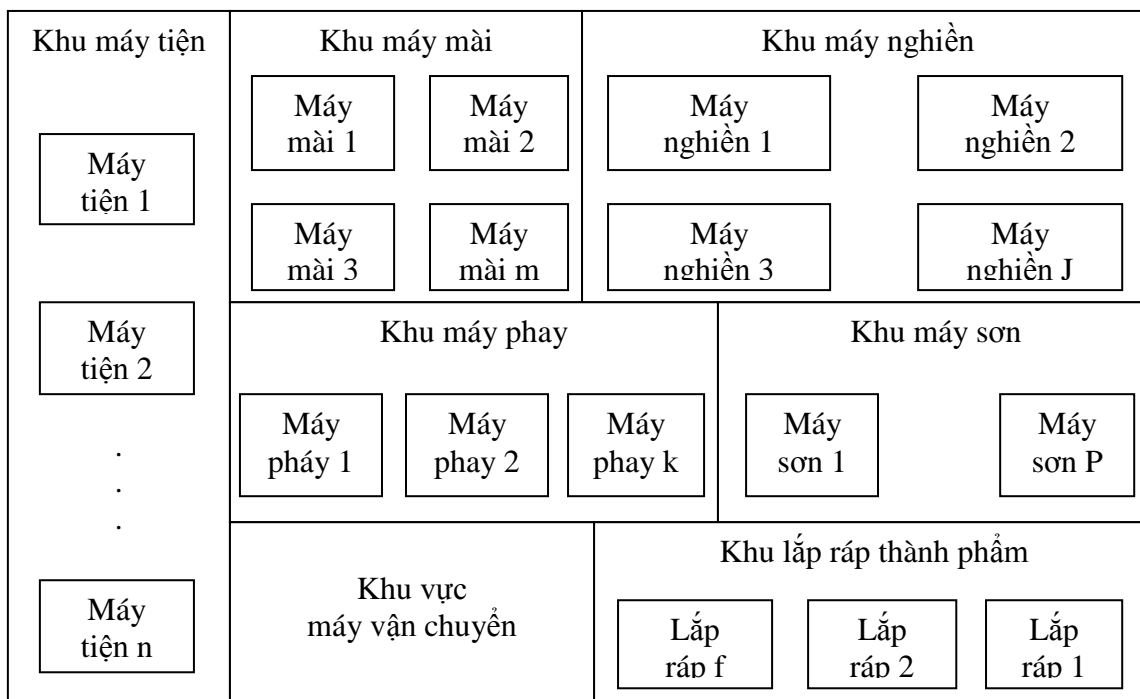 Khu máy tiện
Máy
tiện 1
Máy
tiện 2
.
.
.
Máy
tiện n
Khu máy mài
Máy
mài 1
Máy
mài 2
Máy
mài 3
Máy
mài m
Khu máy nghiền
Máy
nghiền 1
Máy
nghiền 2
Máy
nghiền 3
Máy
nghiền J
Khu máy phay
Máy
pháy 1
Máy
phay 2
Máy
phay k
Khu máy sơn
Máy
sơn 1
Máy
sơn P
Khu vực
máy vận chuyển
Khu lắp ráp thành phẩm
Lắp
ráp f
Lắp
ráp 2
Lắp
ráp 1